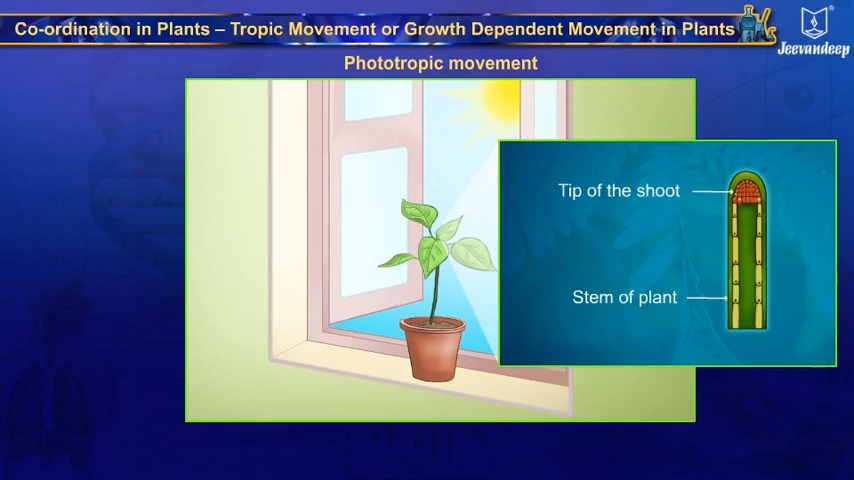 Co-ordination in Plants – Tropic Movement or Growth Dependent Movement in Plants
Jeevandeep
Phototropic movement
Tip of the shoot
Stem of plant